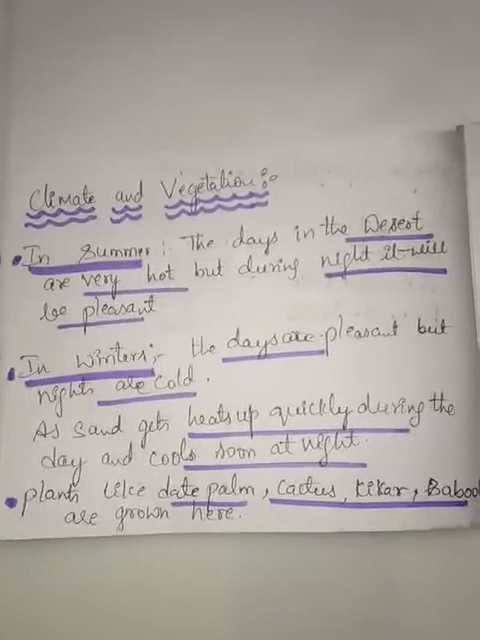 Climate and Vegetation:-
• In Summer:- The days in the Desert
are very hot but during night it will
be pleasant
• In Winters:- the days are pleasant but
nights are cold.
As sand gets heats up quickly during the
day and cools soon at night.
• plants like date palm, Cactus, Kikar, Babool
are grown here.